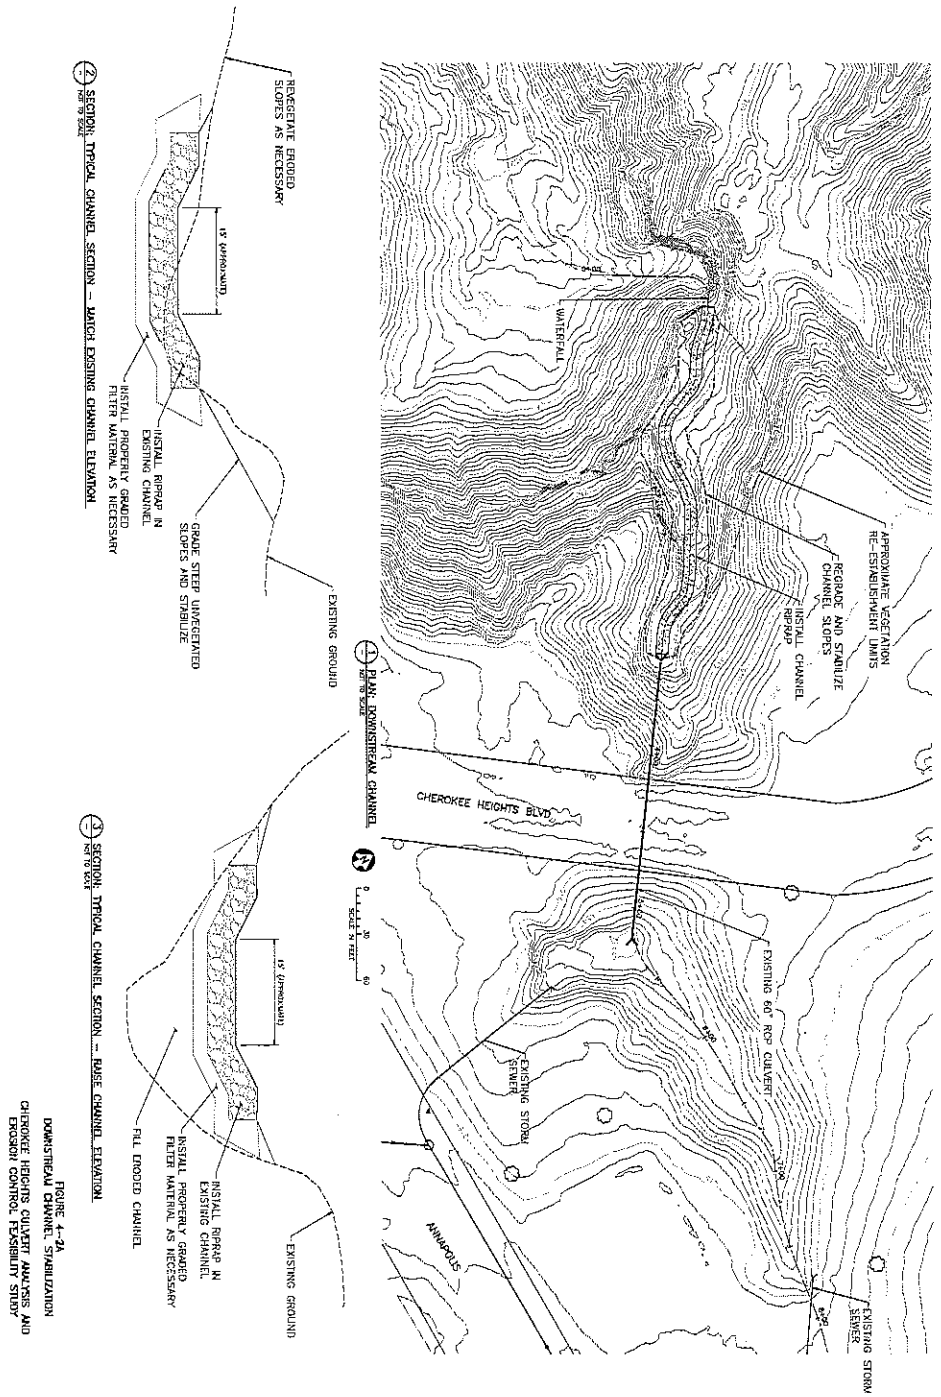 APPROXIMATE VEGETATION
RE-ESTABLISHMENT LIMITS
REGRADE AND STABILIZE
CHANNEL SLOPES
INSTALL CHANNEL
RIPRAP
WATERFALL
CHEROKEE HEIGHTS BLVD
EXISTING 60" RCP CULVERT
EXISTING STORM
SEWER
EXISTING STORM
SEWER
ANNAPOLIS
1
PLAN: DOWNSTREAM CHANNEL
NOT TO SCALE
0 30 60
SCALE IN FEET
REVEGETATE ERODED
SLOPES AS NECESSARY
15' (APPROXIMATE)
EXISTING GROUND
GRADE STEEP UNVEGETATED
SLOPES AND STABILIZE
INSTALL RIPRAP IN
EXISTING CHANNEL
INSTALL PROPERLY GRADED
FILTER MATERIAL AS NECESSARY
2
SECTION: TYPICAL CHANNEL SECTION - MATCH EXISTING CHANNEL ELEVATION
NOT TO SCALE
15' (APPROXIMATE)
EXISTING GROUND
INSTALL RIPRAP IN
EXISTING CHANNEL
INSTALL PROPERLY GRADED
FILTER MATERIAL AS NECESSARY
FILL ERODED CHANNEL
3
SECTION: TYPICAL CHANNEL SECTION - RAISE CHANNEL ELEVATION
NOT TO SCALE
FIGURE 4-2A
DOWNSTREAM CHANNEL STABILIZATION
CHEROKEE HEIGHTS CULVERT ANALYSIS AND
EROSION CONTROL FEASIBILITY STUDY